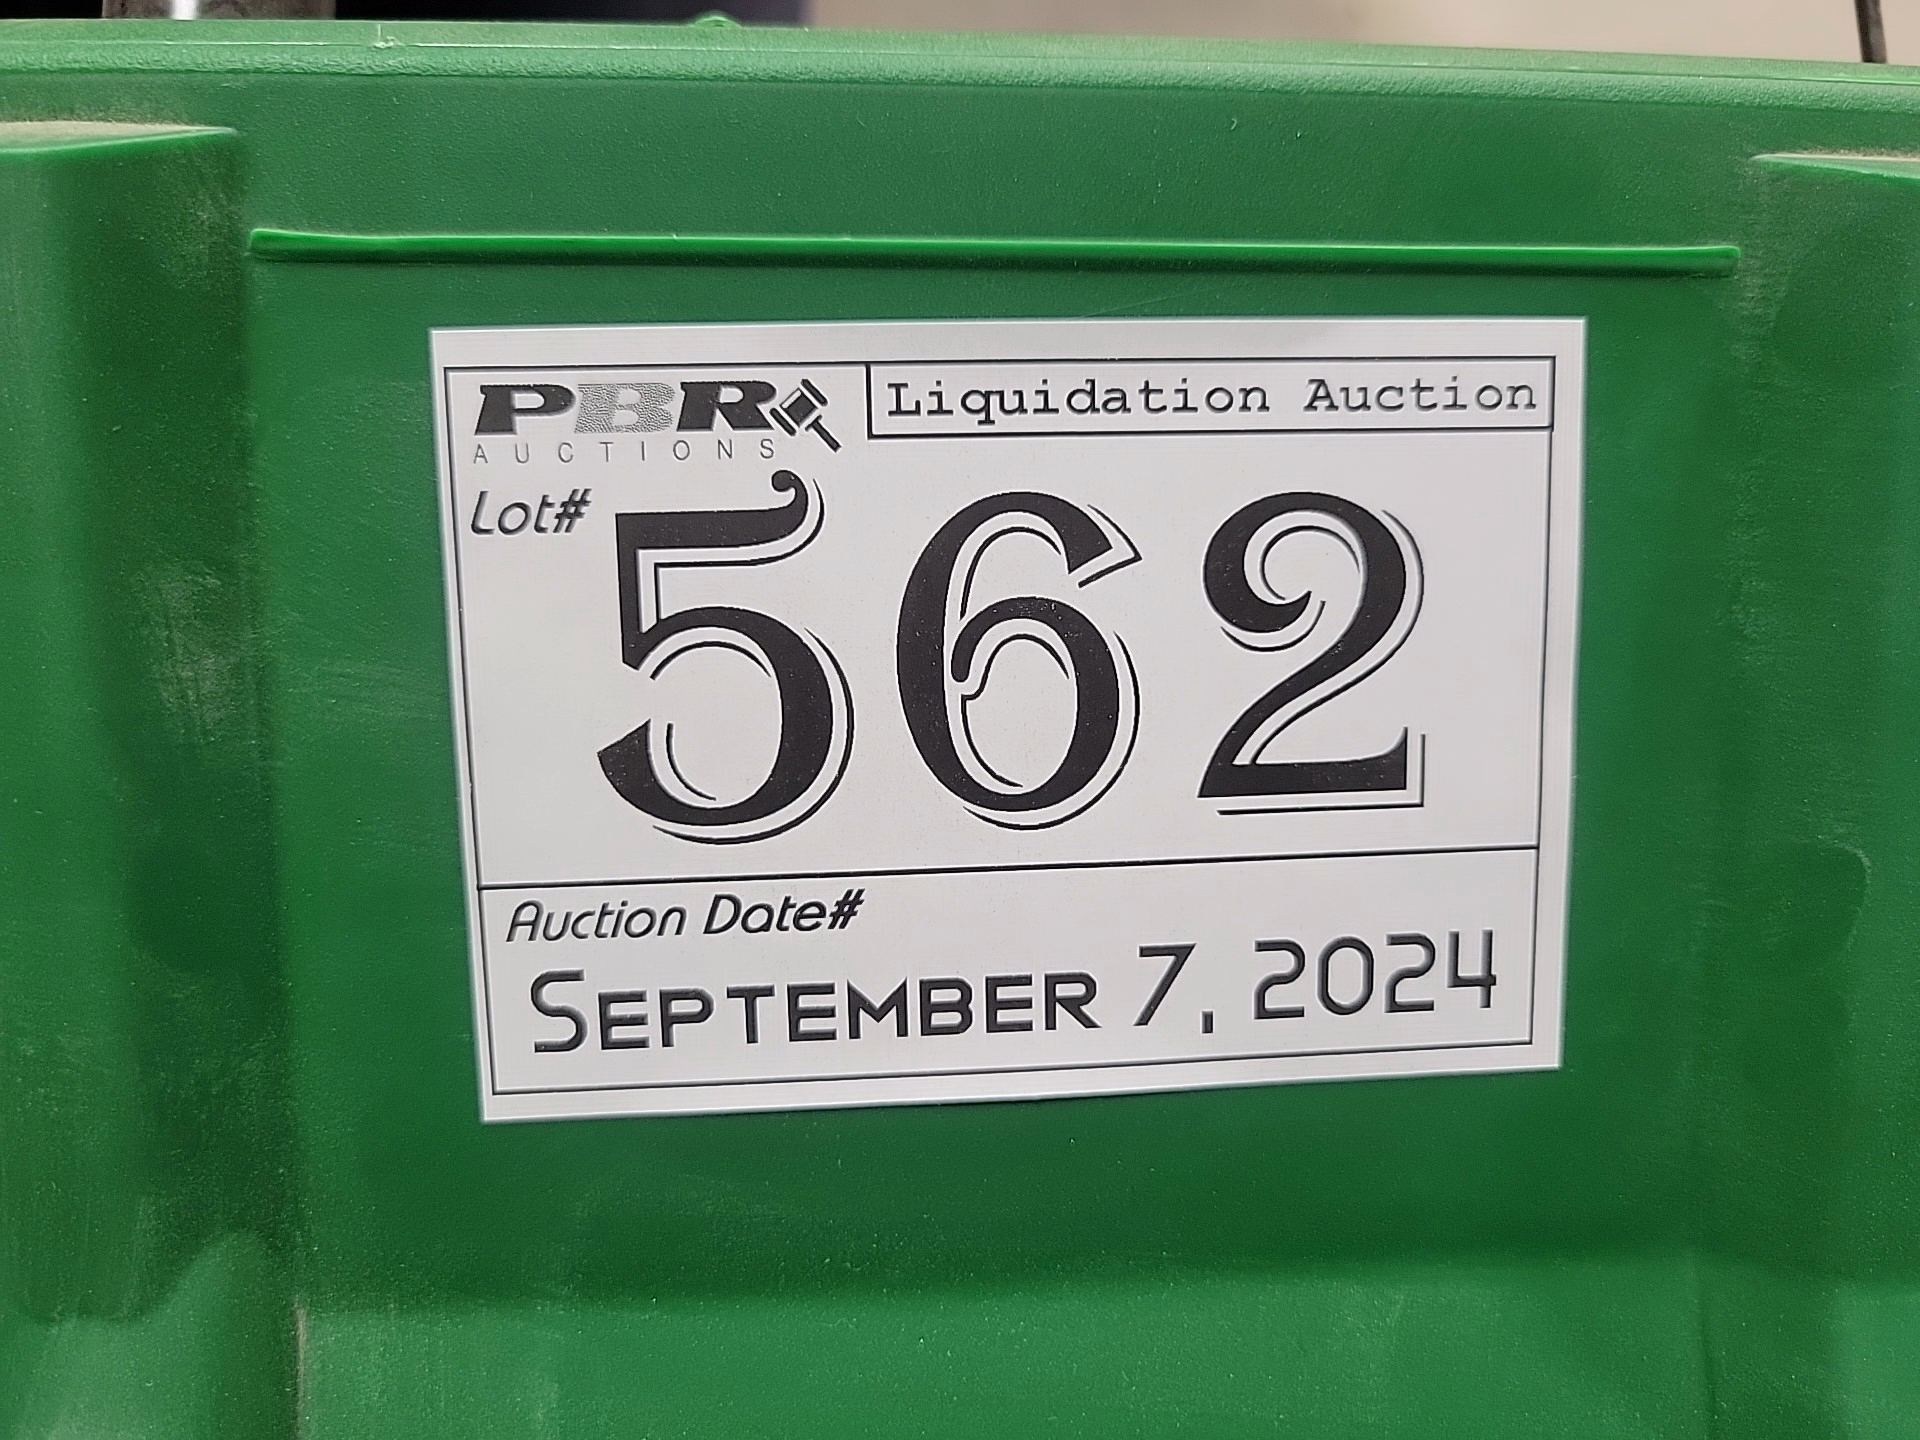 PBR
AUCTIONS
Liquidation Auction
Lot#
562
Auction Date#
SEPTEMBER 7, 2024